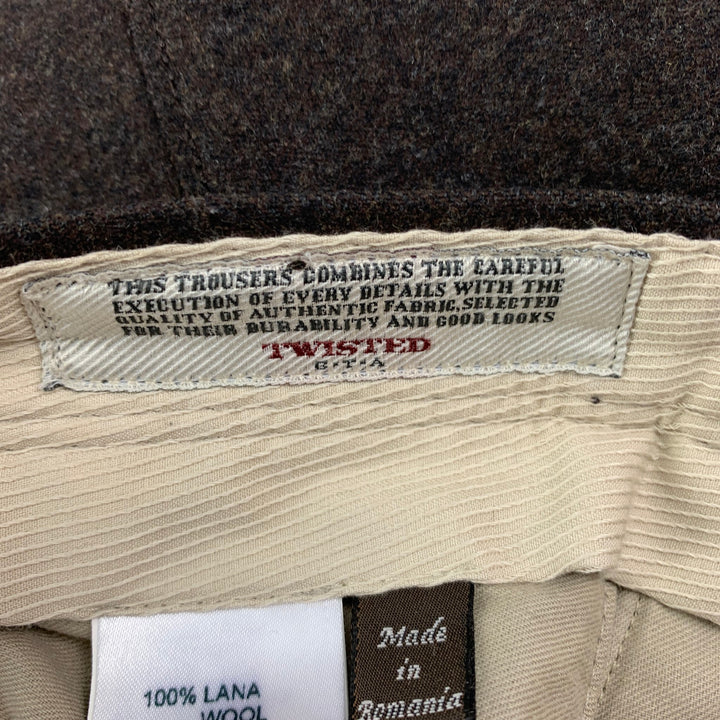 THIS TROUSERS COMBINES THE CAREFUL
EXECUTION OF EVERY DETAILS WITH THE
QUALITY OF AUTHENTIC FABRIC, SELECTED
FOR THEIR DURABILITY AND GOOD LOOKS
TWISTED
G·T·A
100% LANA
WOOL
Made
in
Romania